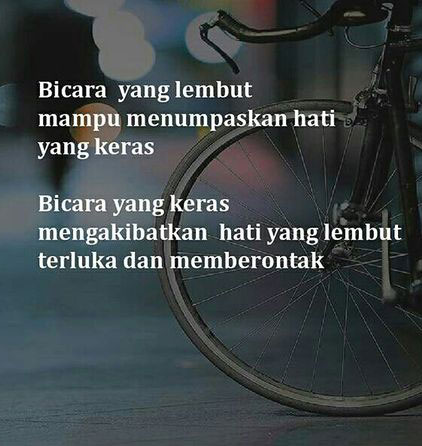 Bicara yang lembut
mampu menumpaskan hati
yang keras
Bicara yang keras
mengakibatkan hati yang lembut
terluka dan memberontak